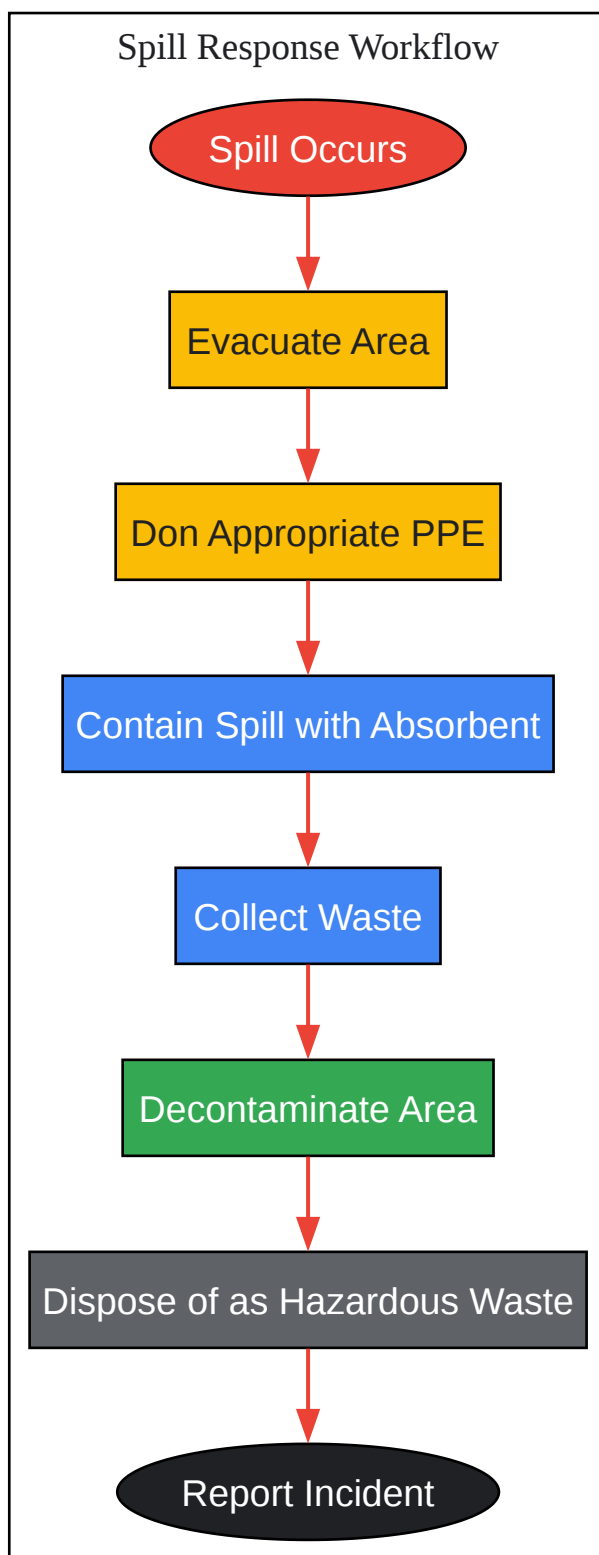 Spill Response Workflow
Spill Occurs
Evacuate Area
Don Appropriate PPE
Contain Spill with Absorbent
Collect Waste
Decontaminate Area
Dispose of as Hazardous Waste
Report Incident